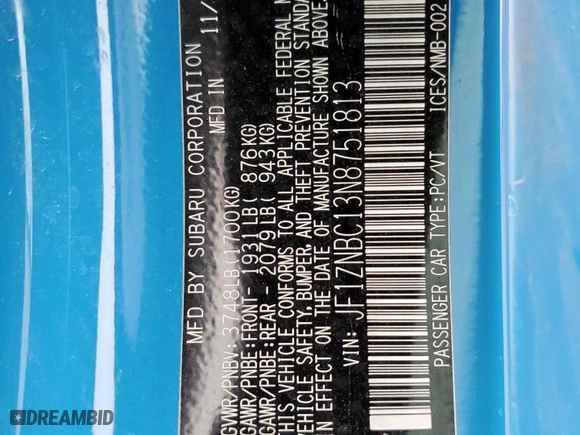 MFD BY SUBARU CORPORATION 11/
MFD IN
GVWR/PNBV: 3748LB(1700KG)
GAWR/PNBE:FRONT- 1931LB( 876KG)
GAWR/PNBE:REAR - 2079LB( 943KG)
THIS VEHICLE CONFORMS TO ALL APPLICABLE FEDERAL
VEHICLE SAFETY, BUMPER, AND THEFT PREVENTION
IN EFFECT ON THE DATE OF MANUFACTURE SHOWN ABOVE.
VIN: JF1ZNBC13N8751813
PASSENGER CAR TYPE:PC/VT ICES/NMB-002
DREAMBID